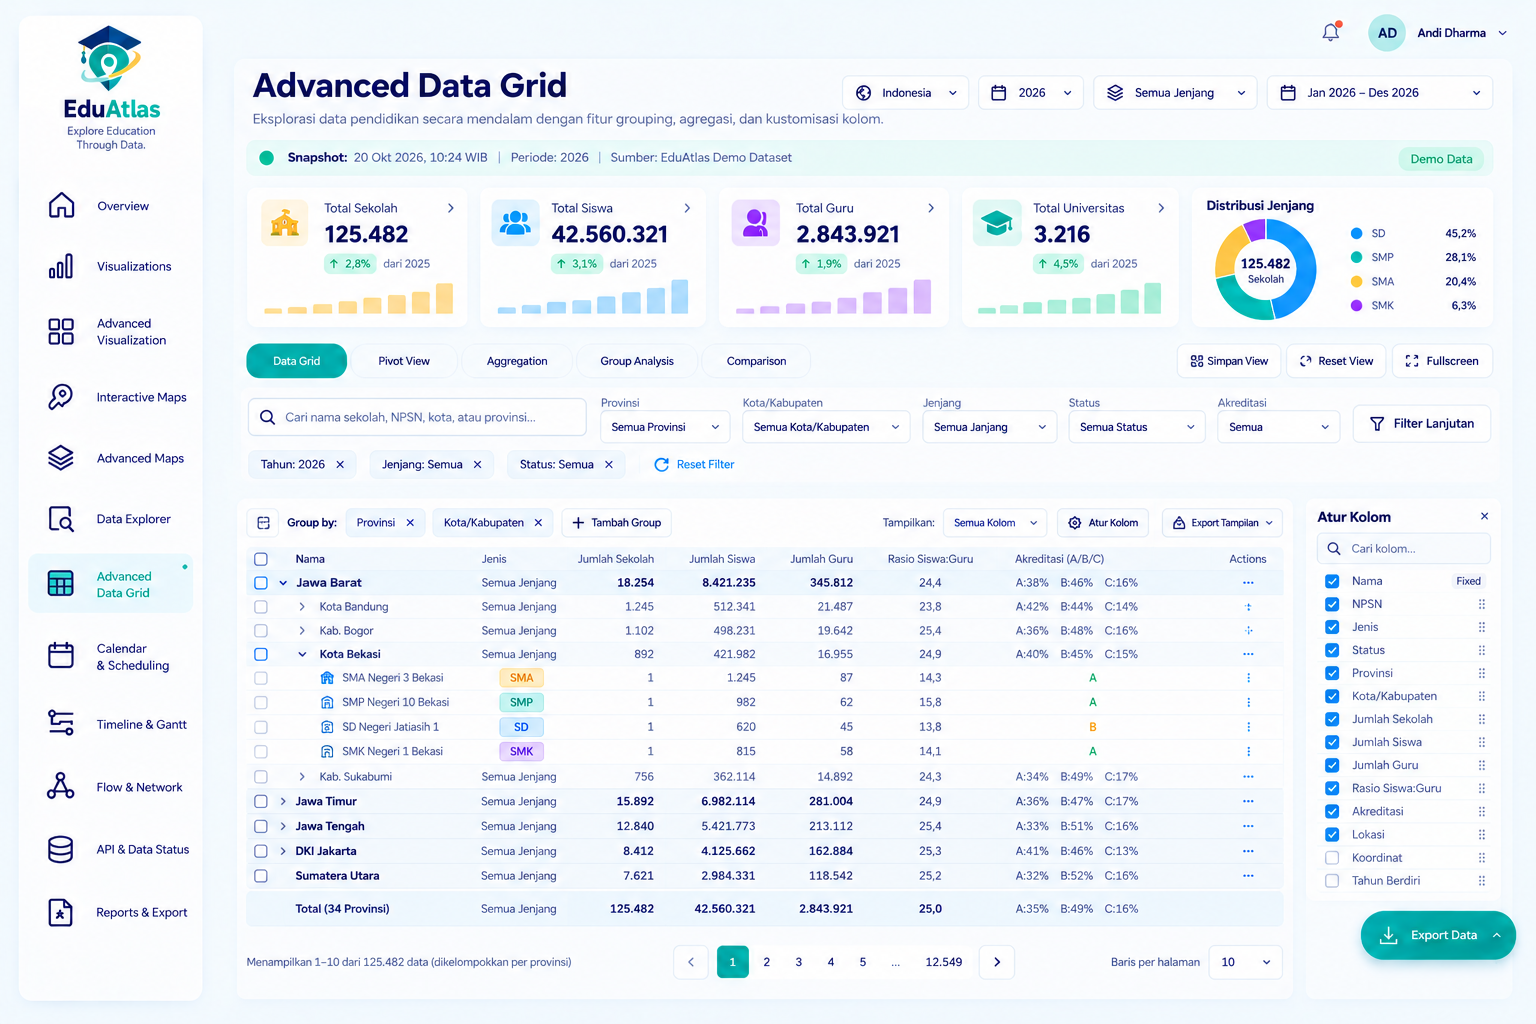 EduAtlas
Explore Education
Through Data.
Overview
Visualizations
Advanced
Visualization
Interactive Maps
Advanced Maps
Data Explorer
Advanced
Data Grid
Calendar
& Scheduling
Timeline & Gantt
Flow & Network
API & Data Status
Reports & Export
AD Andi Dharma
Advanced Data Grid
Eksplorasi data pendidikan secara mendalam dengan fitur grouping, agregasi, dan kustomisasi kolom.
Indonesia 2026 Semua Jenjang Jan 2026 – Des 2026
Snapshot: 20 Okt 2026, 10:24 WIB | Periode: 2026 | Sumber: EduAtlas Demo Dataset Demo Data
Total Sekolah
125.482
↑ 2,8% dari 2025
Total Siswa
42.560.321
↑ 3,1% dari 2025
Total Guru
2.843.921
↑ 1,9% dari 2025
Total Universitas
3.216
↑ 4,5% dari 2025
Distribusi Jenjang
125.482
Sekolah
SD 45,2%
SMP 28,1%
SMA 20,4%
SMK 6,3%
Data Grid Pivot View Aggregation Group Analysis Comparison Simpan View Reset View Fullscreen
Cari nama sekolah, NPSN, kota, atau provinsi...
Provinsi Kota/Kabupaten Jenjang Status Akreditasi
Semua Provinsi Semua Kota/Kabupaten Semua Janjang Semua Status Semua Filter Lanjutan
Tahun: 2026 × Jenjang: Semua × Status: Semua × Reset Filter
Group by: Provinsi × Kota/Kabupaten × + Tambah Group Tampilkan: Semua Kolom Atur Kolom Export Tampilan
Nama Jenis Jumlah Sekolah Jumlah Siswa Jumlah Guru Rasio Siswa:Guru Akreditasi (A/B/C) Actions
Jawa Barat Semua Jenjang 18.254 8.421.235 345.812 24,4 A:38% B:46% C:16%
Kota Bandung Semua Jenjang 1.245 512.341 21.487 23,8 A:42% B:44% C:14%
Kab. Bogor Semua Jenjang 1.102 498.231 19.642 25,4 A:36% B:48% C:16%
Kota Bekasi Semua Jenjang 892 421.982 16.955 24,9 A:40% B:45% C:15%
SMA Negeri 3 Bekasi SMA 1 1.245 87 14,3 A
SMP Negeri 10 Bekasi SMP 1 982 62 15,8 A
SD Negeri Jatiasih 1 SD 1 620 45 13,8 B
SMK Negeri 1 Bekasi SMK 1 815 58 14,1 A
Kab. Sukabumi Semua Jenjang 756 362.114 14.892 24,3 A:34% B:49% C:17%
Jawa Timur Semua Jenjang 15.892 6.982.114 281.004 24,9 A:36% B:47% C:17%
Jawa Tengah Semua Jenjang 12.840 5.421.773 213.112 25,4 A:33% B:51% C:16%
DKI Jakarta Semua Jenjang 8.412 4.125.662 162.884 25,3 A:41% B:46% C:13%
Sumatera Utara Semua Jenjang 7.621 2.984.331 118.542 25,2 A:32% B:52% C:16%
Total (34 Provinsi) Semua Jenjang 125.482 42.560.321 2.843.921 25,0 A:35% B:49% C:16%
Menampilkan 1–10 dari 125.482 data (dikelompokkan per provinsi) 1 2 3 4 5 ... 12.549 Baris per halaman 10
Atur Kolom ×
Cari kolom...
Nama Fixed
NPSN
Jenis
Status
Provinsi
Kota/Kabupaten
Jumlah Sekolah
Jumlah Siswa
Jumlah Guru
Rasio Siswa:Guru
Akreditasi
Lokasi
Koordinat
Tahun Berdiri
Export Data